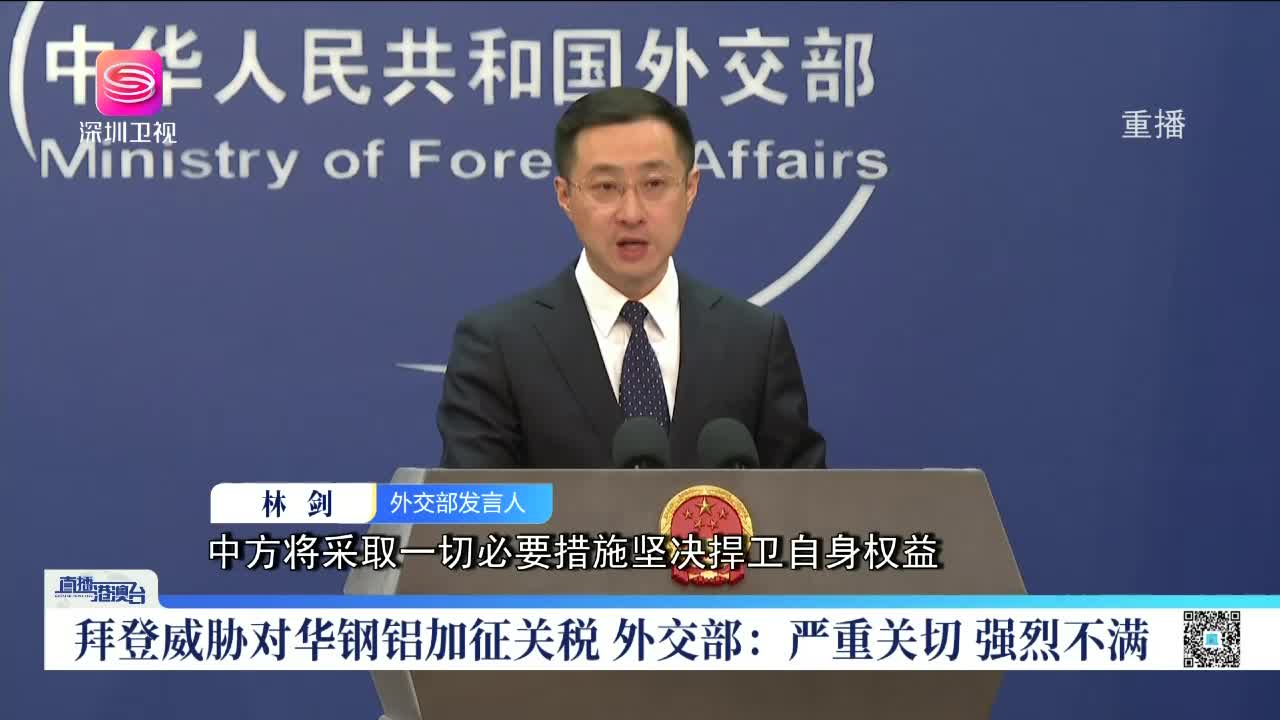 中华人民共和国外交部
深圳卫视
重播
Ministry of Fore Affairs
林 剑
外交部发言人
中方将采取一切必要措施坚决捍卫自身权益
直播港澳台
拜登威胁对华钢铝加征关税 外交部：严重关切 强烈不满